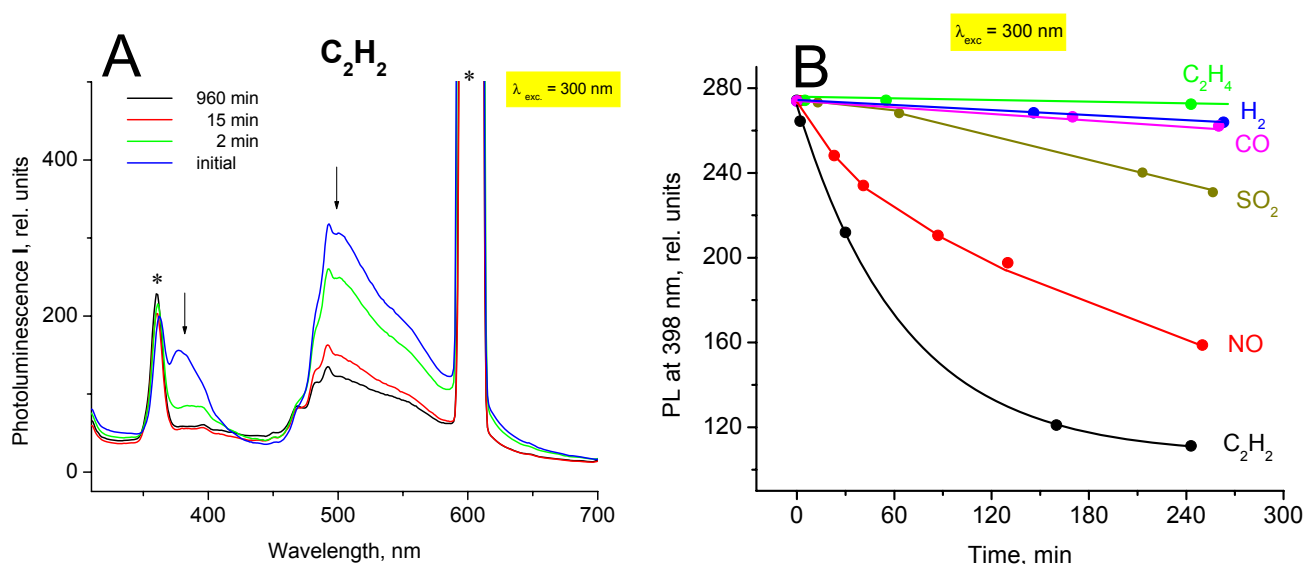 A
C₂H₂
λ exc. = 300 nm
*
*
960 min
15 min
2 min
initial
Photoluminescence I, rel. units
400
200
0
400
500
600
700
Wavelength, nm
B
λexc = 300 nm
C₂H₄
H₂
CO
SO₂
NO
C₂H₂
PL at 398 nm, rel. units
280
240
200
160
120
0
60
120
180
240
300
Time, min